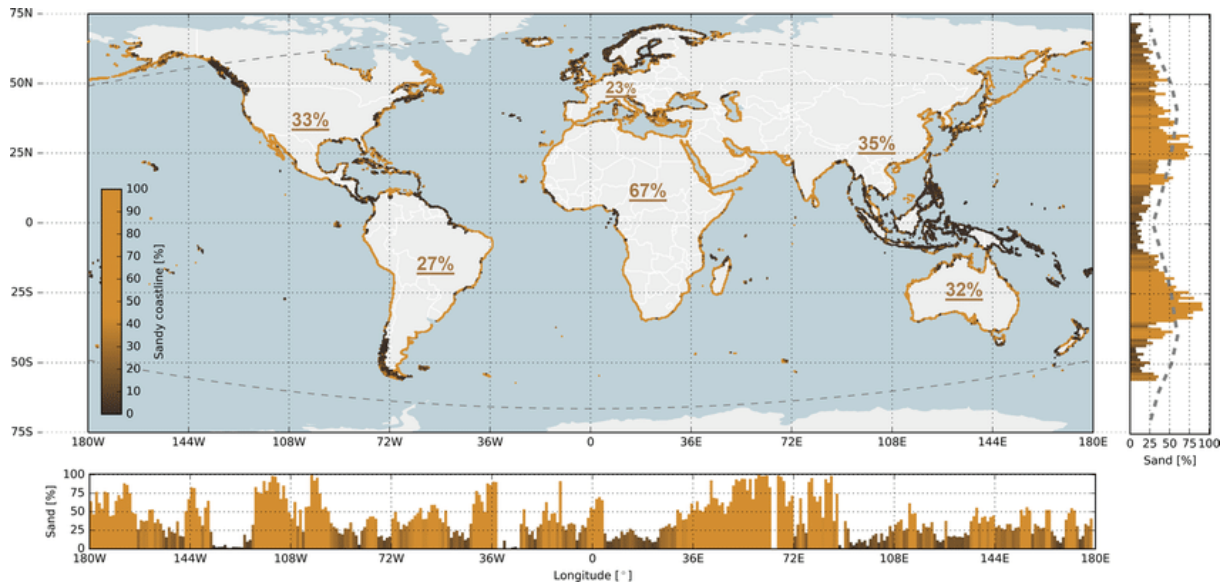 75N
50N
25N
0
25S
50S
75S
180W 144W 108W 72W 36W 0 36E 72E 108E 144E 180E
33%
23%
35%
67%
27%
32%
Sandy coastline [%]
100
90
80
70
60
50
40
30
20
10
0
0 25 50 75 100
Sand [%]
Sand [%]
100
75
50
25
0
180W 144W 108W 72W 36W 0 36E 72E 108E 144E 180E
Longitude [°]